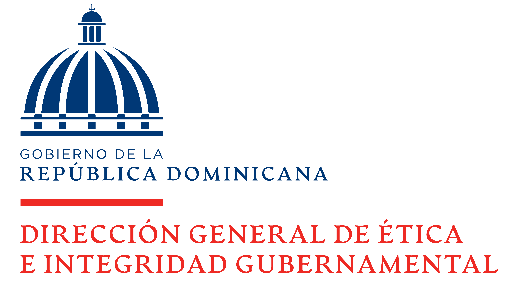 GOBIERNO DE LA
REPÚBLICA DOMINICANA
DIRECCIÓN GENERAL DE ÉTICA
E INTEGRIDAD GUBERNAMENTAL